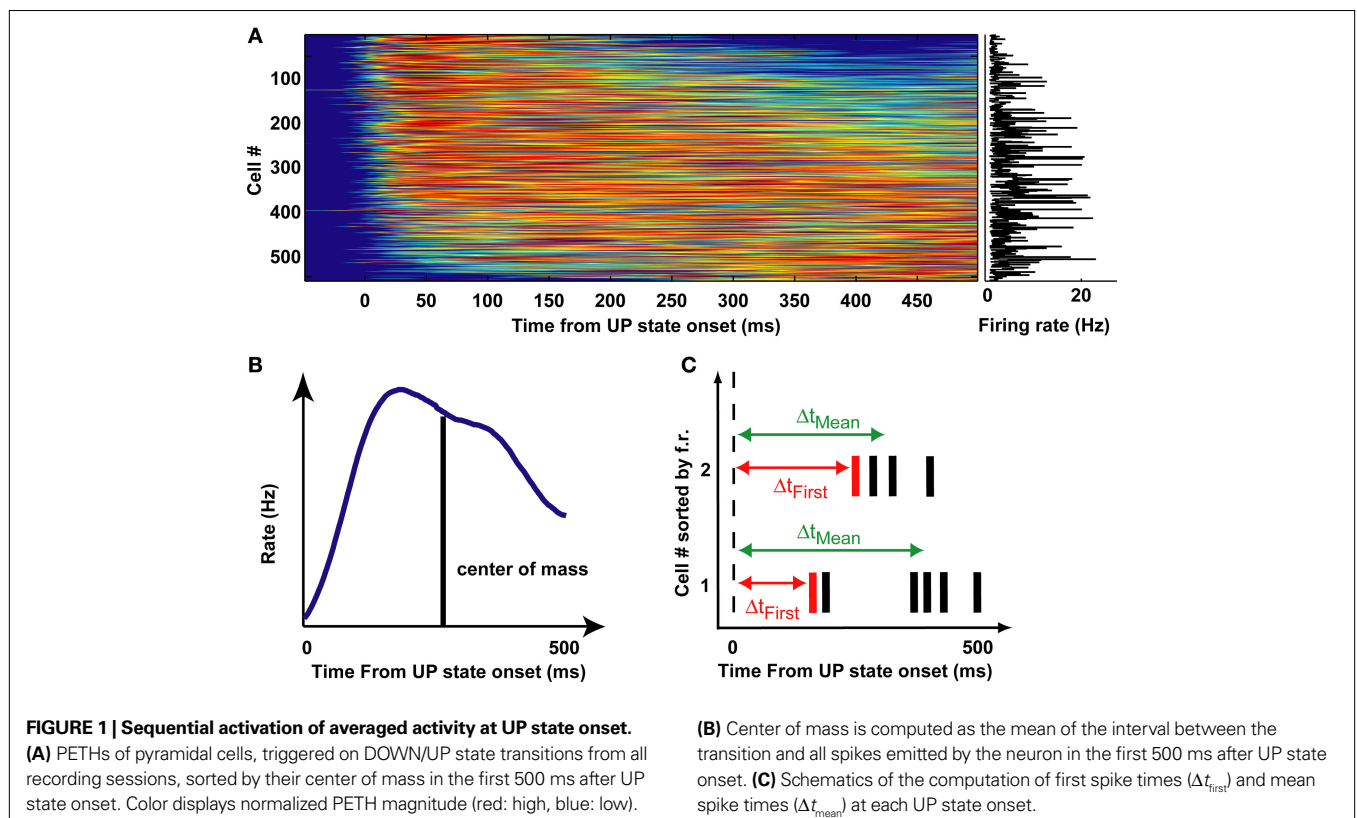 A
100
200
300
400
500
Cell #
0 50 100 150 200 250 300 350 400 450
Time from UP state onset (ms)
0 20
Firing rate (Hz)
B
Rate (Hz)
center of mass
0 500
Time From UP state onset (ms)
C
Cell # sorted by f.r.
2
1
ΔtMean
ΔtFirst
ΔtMean
ΔtFirst
0 500
Time From UP state onset (ms)
FIGURE 1 | Sequential activation of averaged activity at UP state onset.
(A) PETHs of pyramidal cells, triggered on DOWN/UP state transitions from all
recording sessions, sorted by their center of mass in the first 500 ms after UP
state onset. Color displays normalized PETH magnitude (red: high, blue: low).
(B) Center of mass is computed as the mean of the interval between the
transition and all spikes emitted by the neuron in the first 500 ms after UP state
onset. (C) Schematics of the computation of first spike times (Δtfirst) and mean
spike times (Δtmean) at each UP state onset.